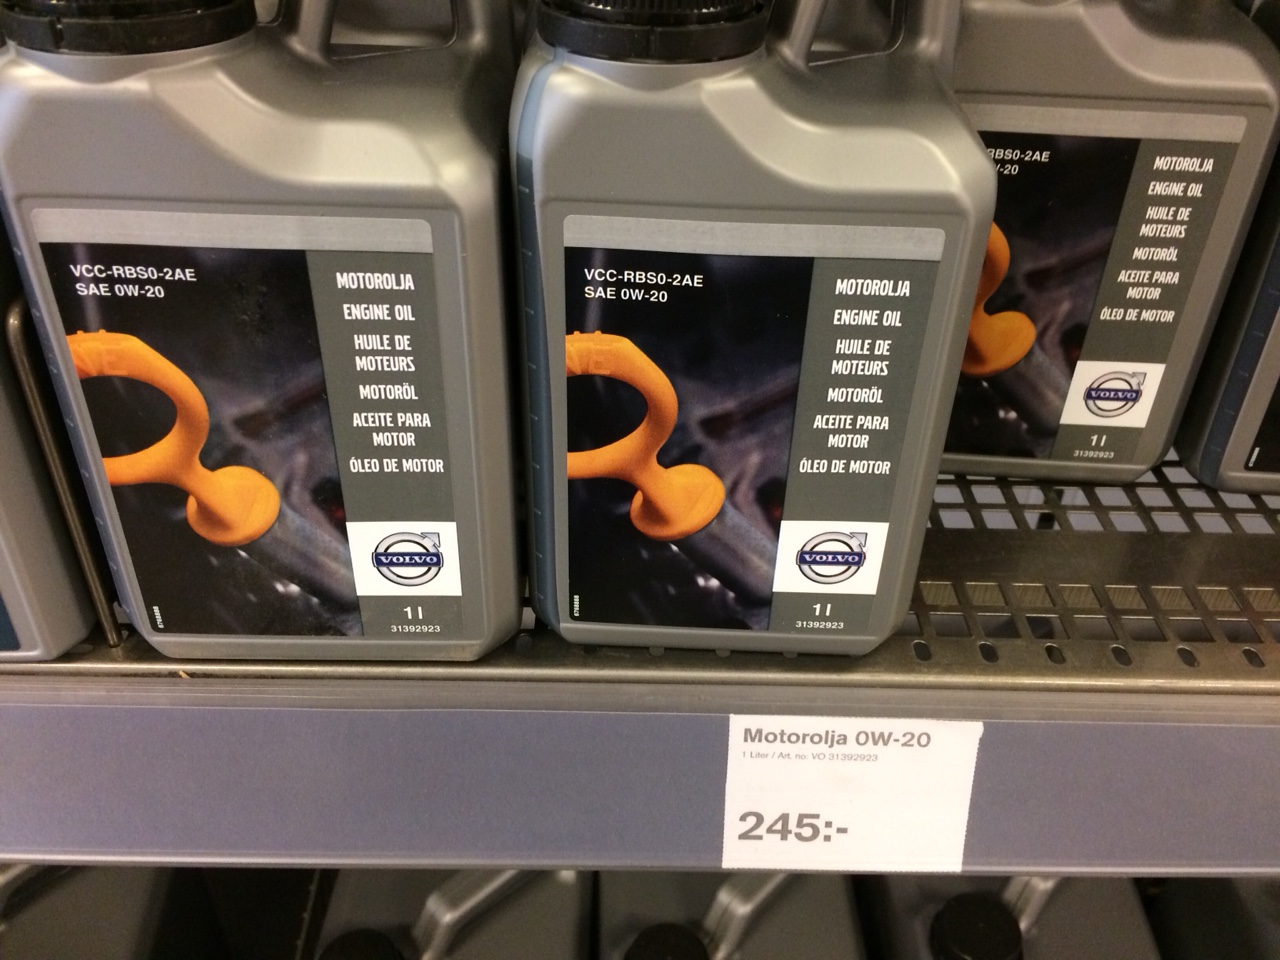 VCC-RBS0-2AE
SAE 0W-20
MOTOROLJA
ENGINE OIL
HUILE DE
MOTEURS
MOTORÖL
ACEITE PARA
MOTOR
ÓLEO DE MOTOR
VOLVO
1 l
31392923
VCC-RBS0-2AE
SAE 0W-20
MOTOROLJA
ENGINE OIL
HUILE DE
MOTEURS
MOTORÖL
ACEITE PARA
MOTOR
ÓLEO DE MOTOR
VOLVO
1 l
31392923
RBS0-2AE
-20
MOTOROLJA
ENGINE OIL
HUILE DE
MOTEURS
MOTORÖL
ACEITE PARA
MOTOR
ÓLEO DE MOTOR
VOLVO
1 l
31392923
Motorolja 0W-20
1 Liter / Art. no: VO 31392923
245:-